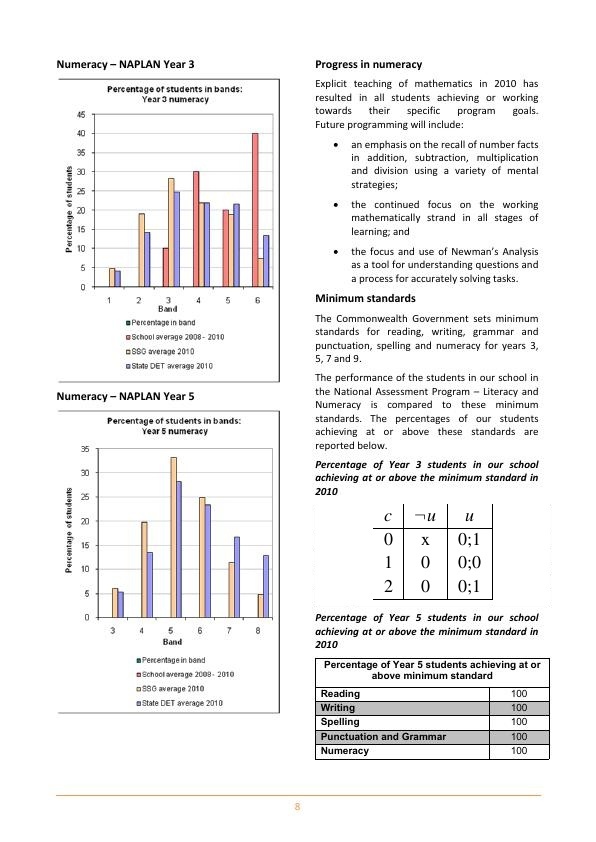 Numeracy – NAPLAN Year 3
Percentage of students in bands:
Year 3 numeracy
45
40
35
30
25
20
15
10
5
0
Percentage of students
1 2 3 4 5 6
Band
Percentage in band
School average 2008 - 2010
SSG average 2010
State DET average 2010
Numeracy – NAPLAN Year 5
Percentage of students in bands:
Year 5 numeracy
35
30
25
20
15
10
5
0
Percentage of students
3 4 5 6 7 8
Band
Percentage in band
School average 2008 - 2010
SSG average 2010
State DET average 2010
Progress in numeracy
Explicit teaching of mathematics in 2010 has
resulted in all students achieving or working
towards their specific program goals.
Future programming will include:
• an emphasis on the recall of number facts
in addition, subtraction, multiplication
and division using a variety of mental
strategies;
• the continued focus on the working
mathematically strand in all stages of
learning; and
• the focus and use of Newman’s Analysis
as a tool for understanding questions and
a process for accurately solving tasks.
Minimum standards
The Commonwealth Government sets minimum
standards for reading, writing, grammar and
punctuation, spelling and numeracy for years 3,
5, 7 and 9.
The performance of the students in our school in
the National Assessment Program – Literacy and
Numeracy is compared to these minimum
standards. The percentages of our students
achieving at or above these standards are
reported below.
Percentage of Year 3 students in our school
achieving at or above the minimum standard in
2010
c ¬u u
0 x 0;1
1 0 0;0
2 0 0;1
Percentage of Year 5 students in our school
achieving at or above the minimum standard in
2010
Percentage of Year 5 students achieving at or
above minimum standard
Reading 100
Writing 100
Spelling 100
Punctuation and Grammar 100
Numeracy 100
8